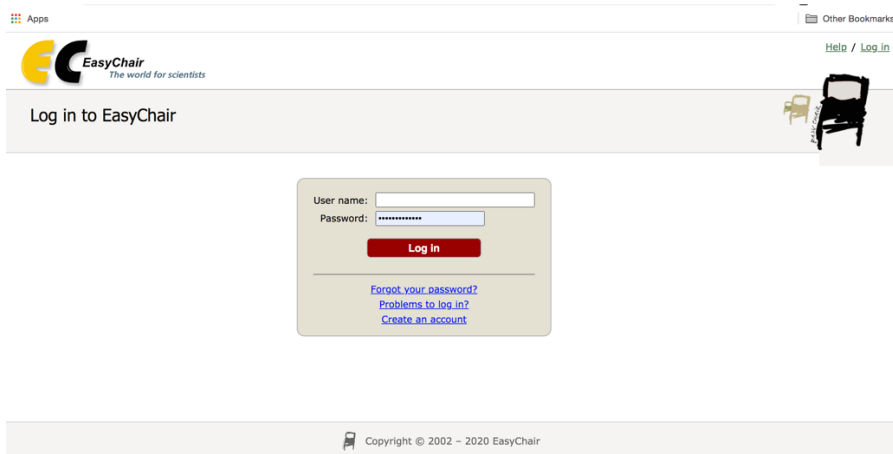 Apps
Other Bookmarks
EasyChair
The world for scientists
Help / Log in
Log in to EasyChair
easychair
User name:
Password: •••••••••••••
Log in
Forgot your password?
Problems to log in?
Create an account
Copyright © 2002 – 2020 EasyChair